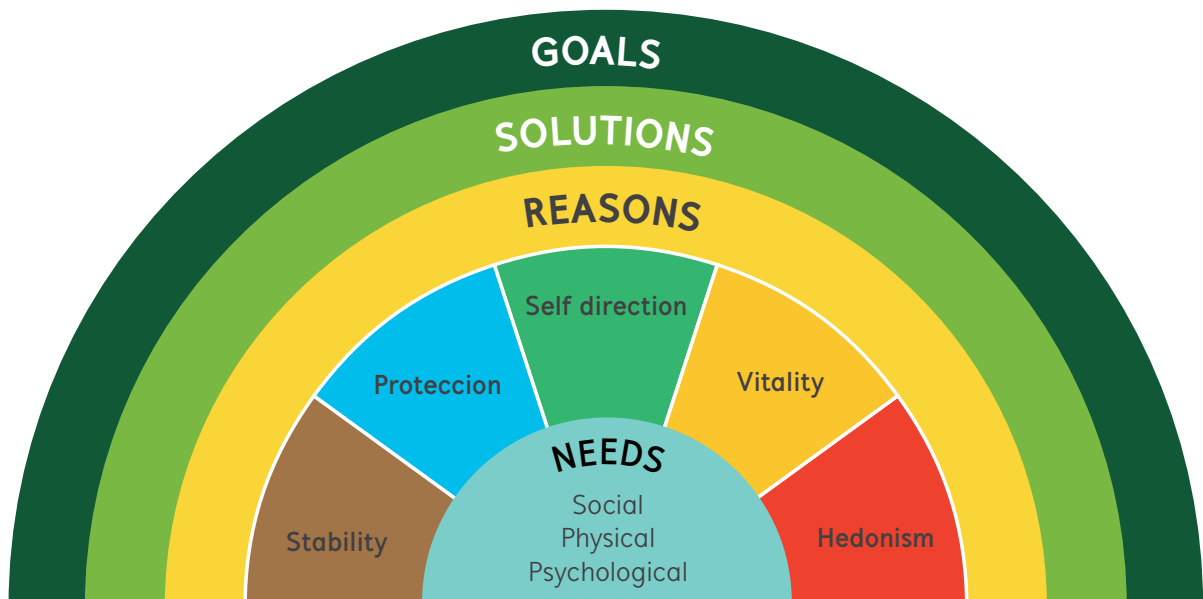 GOALS
SOLUTIONS
REASONS
Self direction
Proteccion
Vitality
Stability
Hedonism
NEEDS
Social
Physical
Psychological